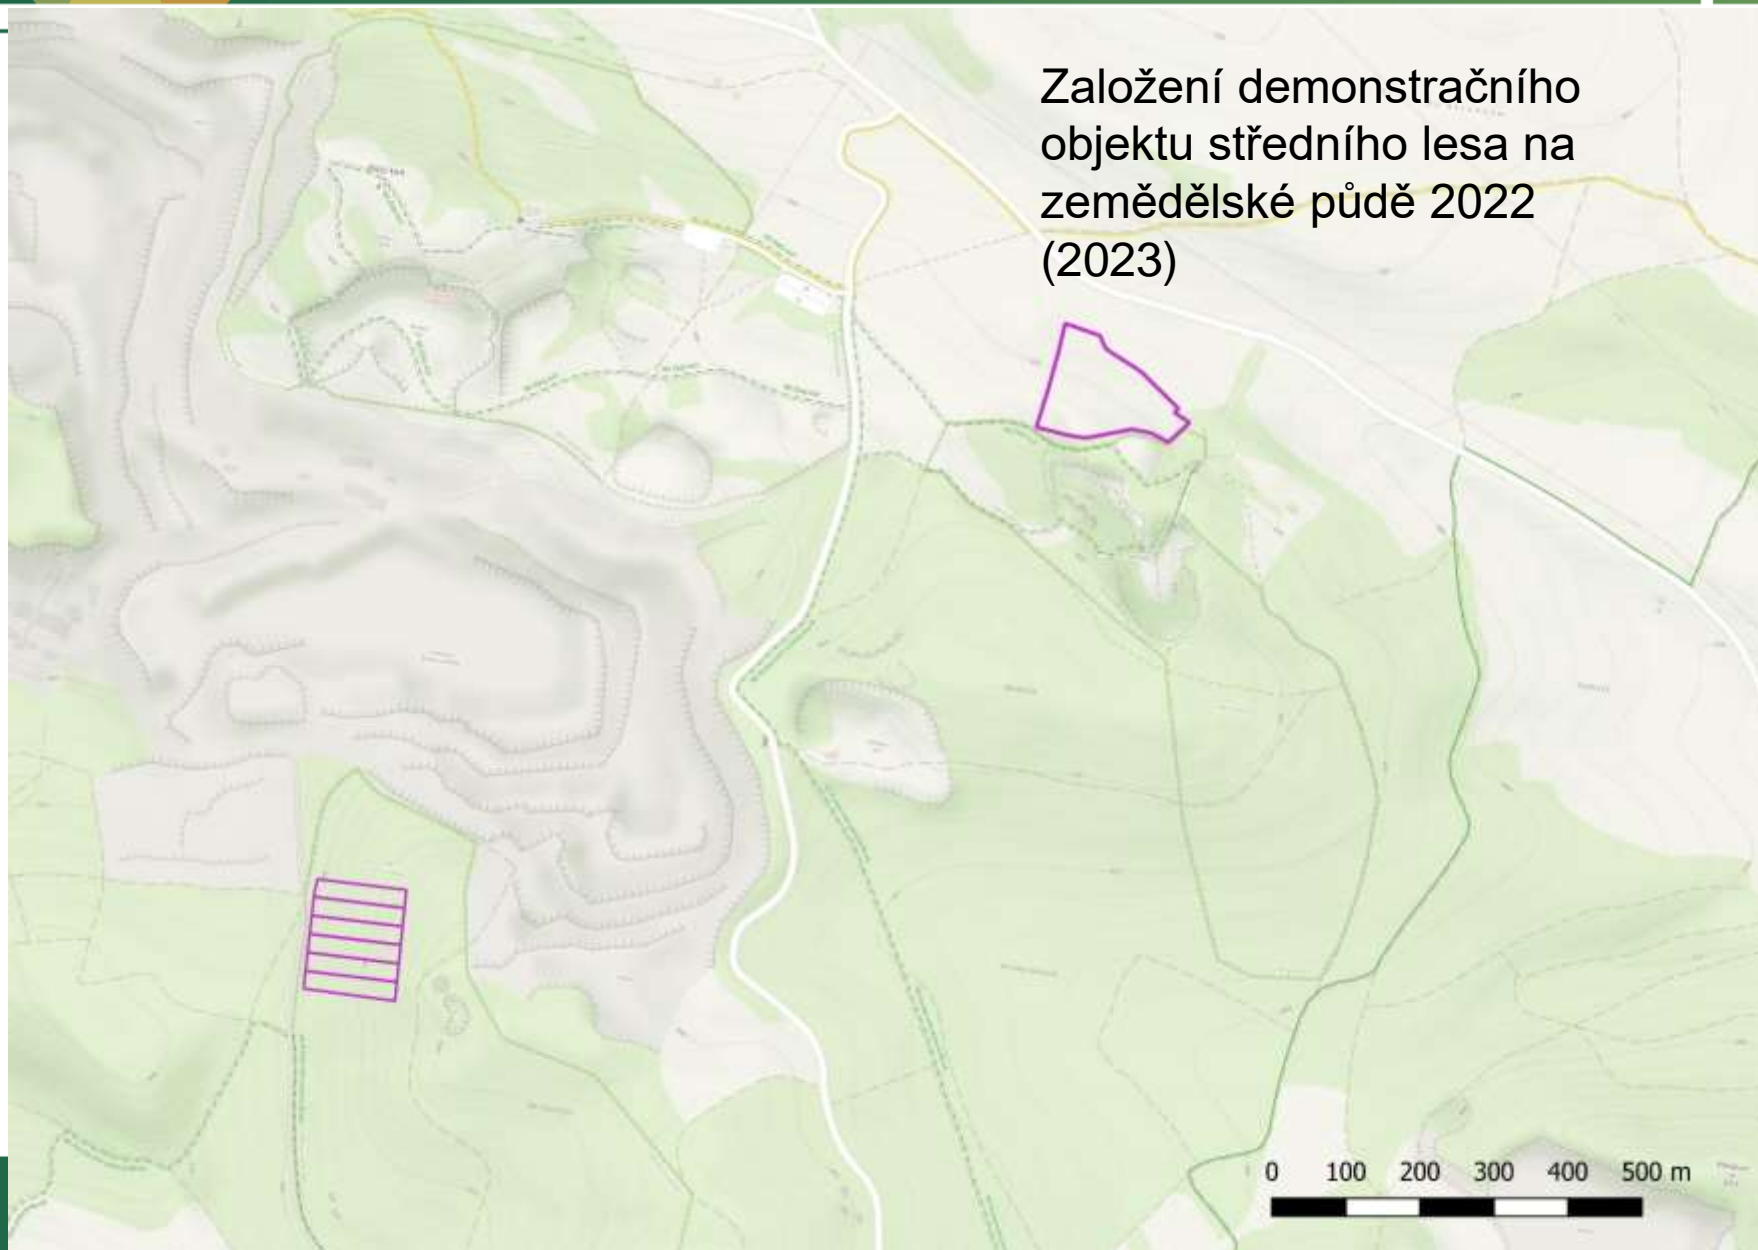 Založení demonstračního
objektu středního lesa na
zemědělské půdě 2022
(2023)
0 100 200 300 400 500 m